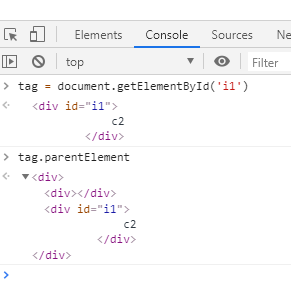 Elements Console Sources
top Filter
> tag = document.getElementById('i1')
<div id="i1">
c2
</div>
> tag.parentElement
▼<div>
<div></div>
<div id="i1">
c2
</div>
</div>
>